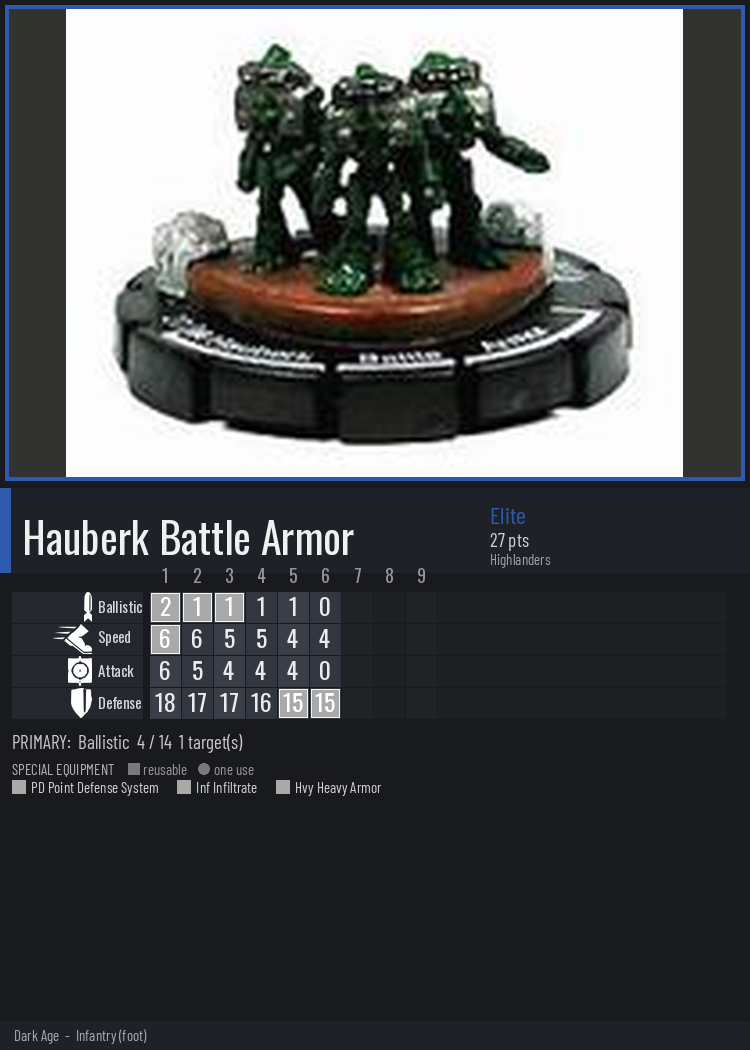 Hauberk Battle Armor
Hauberk Battle Armor
Elite
27 pts
Highlanders
1 2 3 4 5 6 7 8 9
Ballistic 2 1 1 1 1 0
Speed 6 6 5 5 4 4
Attack 6 5 4 4 4 0
Defense 18 17 17 16 15 15
PRIMARY: Ballistic 4 / 14 1 target(s)
SPECIAL EQUIPMENT reusable one use
PD Point Defense System Inf Infiltrate Hvy Heavy Armor
Dark Age - Infantry (foot)